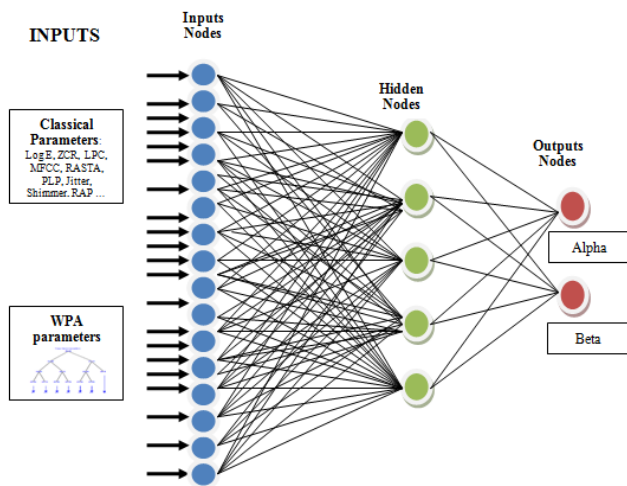 INPUTS
Inputs
Nodes
Hidden
Nodes
Outputs
Nodes
Classical
Parameters:
LogE, ZCR, LPC,
MFCC, RASTA,
PLP, Jitter,
Shimmer, RAP ...
WPA
parameters
Alpha
Beta